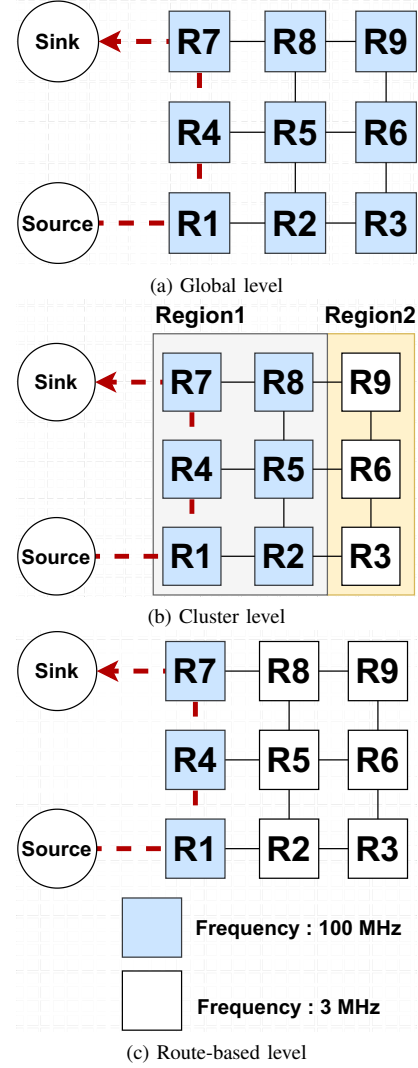 Sink R7 R8 R9
R4 R5 R6
Source R1 R2 R3
(a) Global level
Region1 Region2
Sink R7 R8 R9
R4 R5 R6
Source R1 R2 R3
(b) Cluster level
Sink R7 R8 R9
R4 R5 R6
Source R1 R2 R3
Frequency : 100 MHz
Frequency : 3 MHz
(c) Route-based level